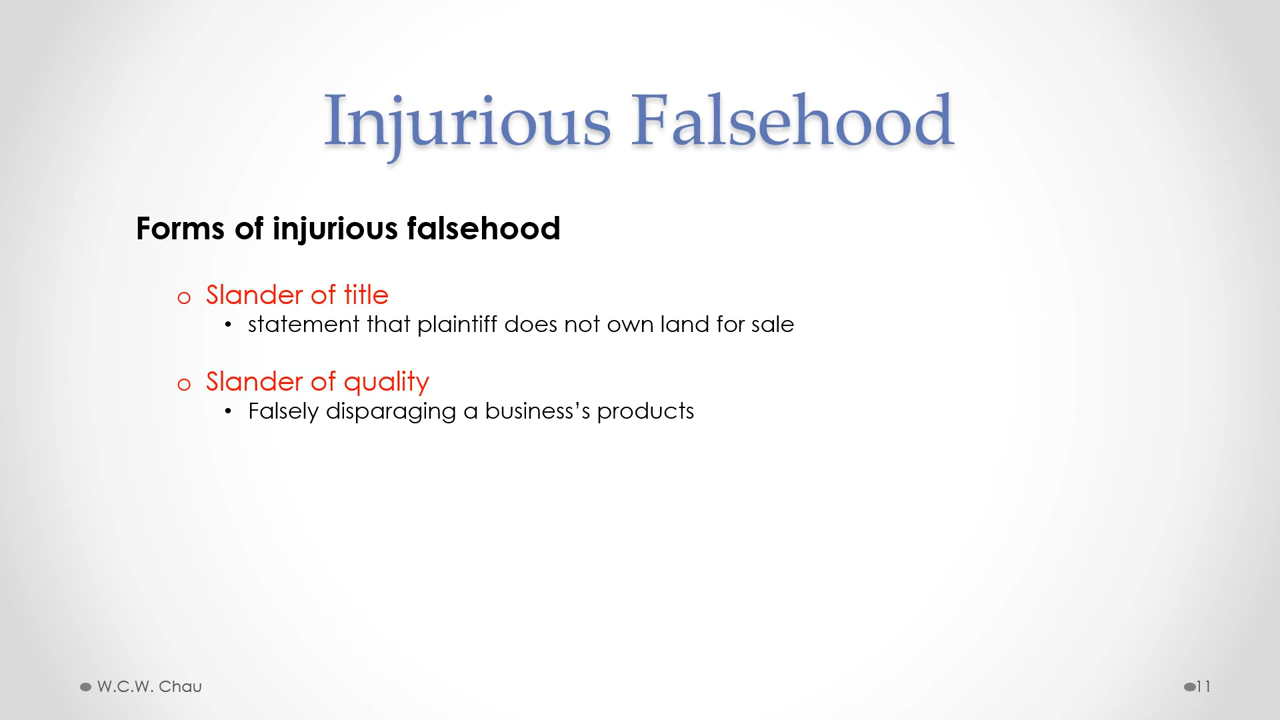 Injurious Falsehood
Forms of injurious falsehood
o Slander of title
• statement that plaintiff does not own land for sale
o Slander of quality
• Falsely disparaging a business’s products
● W.C.W. Chau
●11